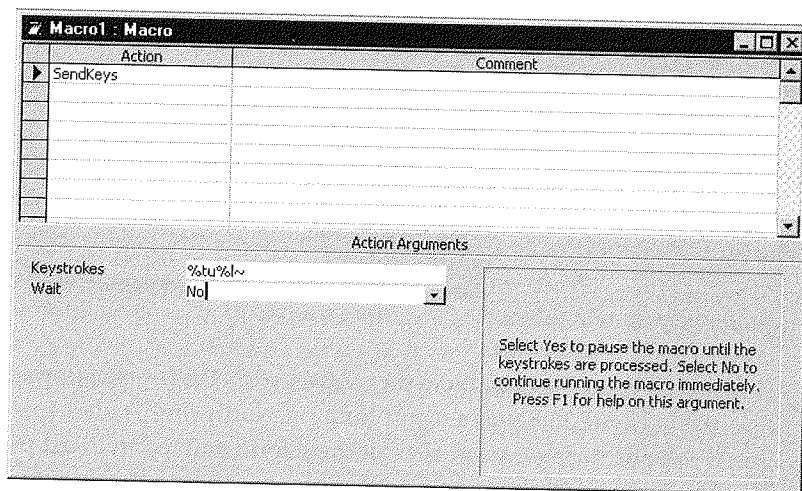 Macro1 : Macro
Action Comment
SendKeys
Action Arguments
Keystrokes %tu%l~
Wait No
Select Yes to pause the macro until the
keystrokes are processed. Select No to
continue running the macro immediately.
Press F1 for help on this argument.